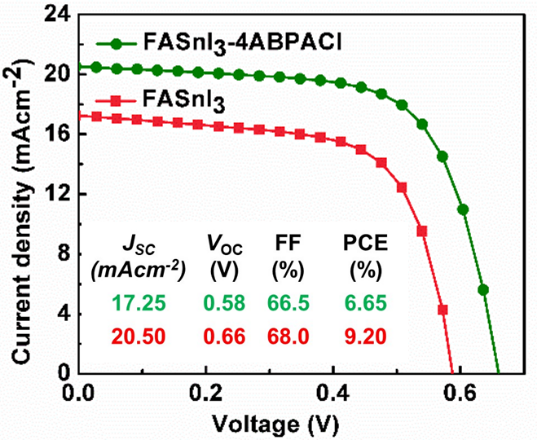 24
20
16
12
8
4
0
Current density (mAcm-2)
FASnI3-4ABPACl
FASnI3
JSC VOC FF PCE
(mAcm-2) (V) (%) (%)
17.25 0.58 66.5 6.65
20.50 0.66 68.0 9.20
0.0 0.2 0.4 0.6
Voltage (V)